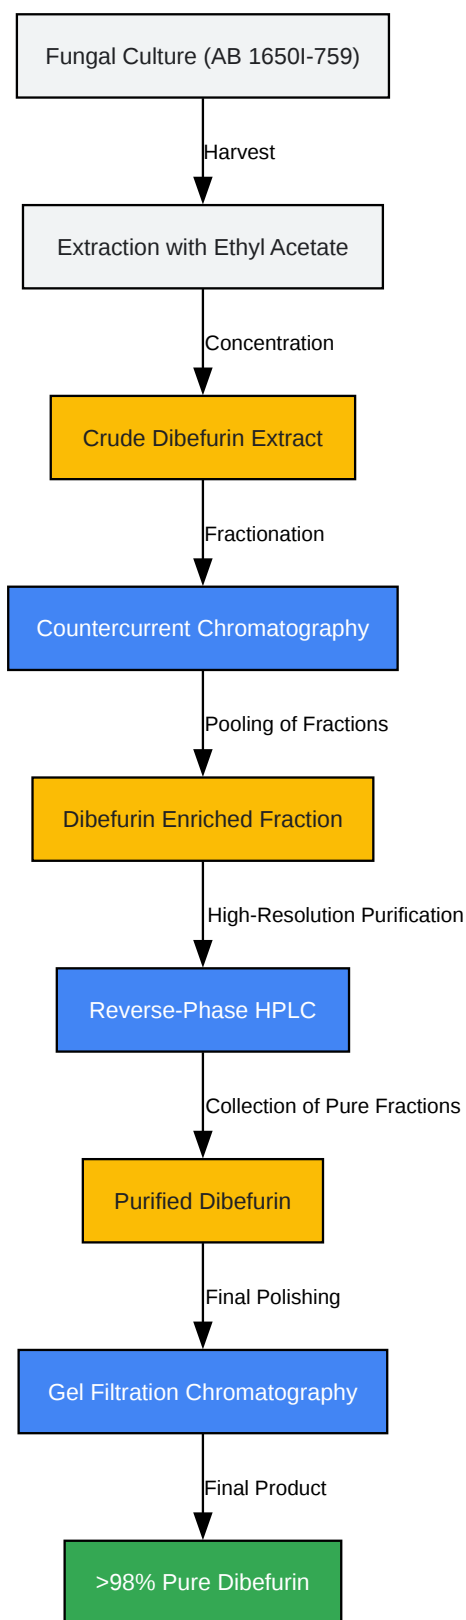 Fungal Culture (AB 1650I-759)
Harvest
Extraction with Ethyl Acetate
Concentration
Crude Dibefurin Extract
Fractionation
Countercurrent Chromatography
Pooling of Fractions
Dibefurin Enriched Fraction
High-Resolution Purification
Reverse-Phase HPLC
Collection of Pure Fractions
Purified Dibefurin
Final Polishing
Gel Filtration Chromatography
Final Product
>98% Pure Dibefurin